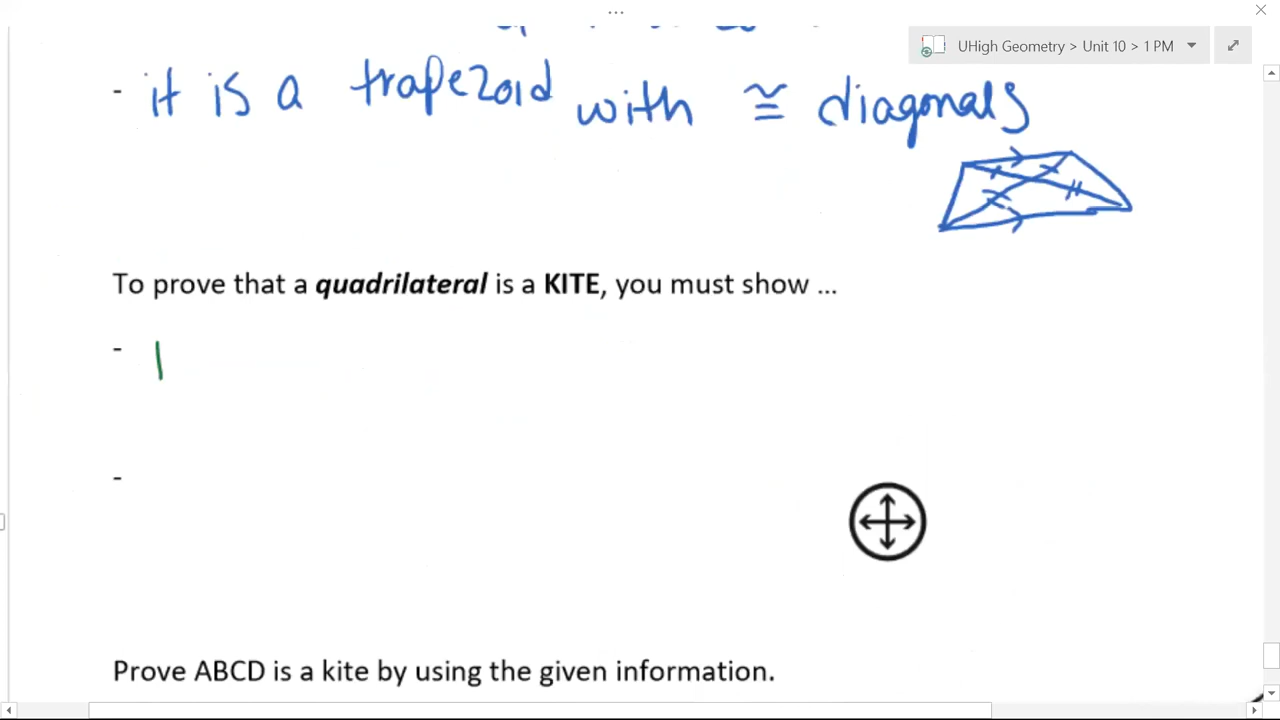 ...
UHigh Geometry > Unit 10 > 1 PM
- it is a trapezoid with ≅ diagonals
To prove that a quadrilateral is a KITE, you must show ...
-
-
Prove ABCD is a kite by using the given information.